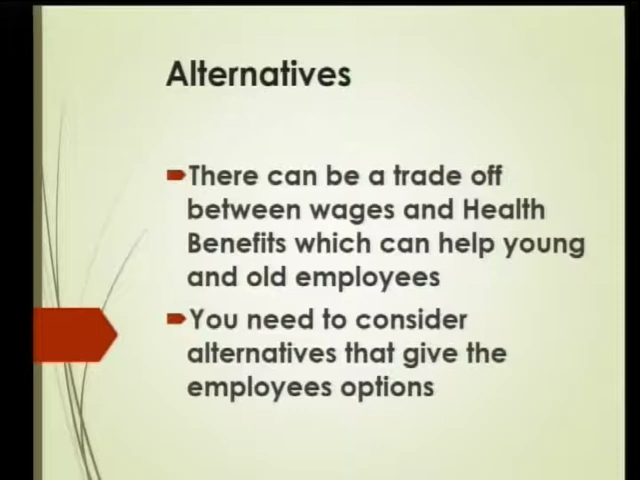 Alternatives
There can be a trade off
between wages and Health
Benefits which can help young
and old employees
You need to consider
alternatives that give the
employees options